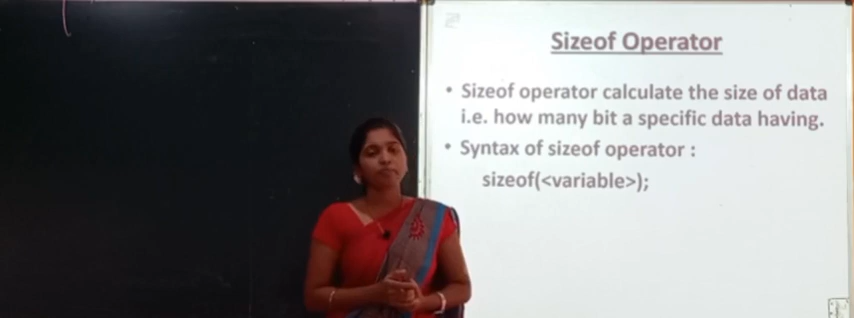 Sizeof Operator
• Sizeof operator calculate the size of data
i.e. how many bit a specific data having.
• Syntax of sizeof operator :
sizeof(<variable>);